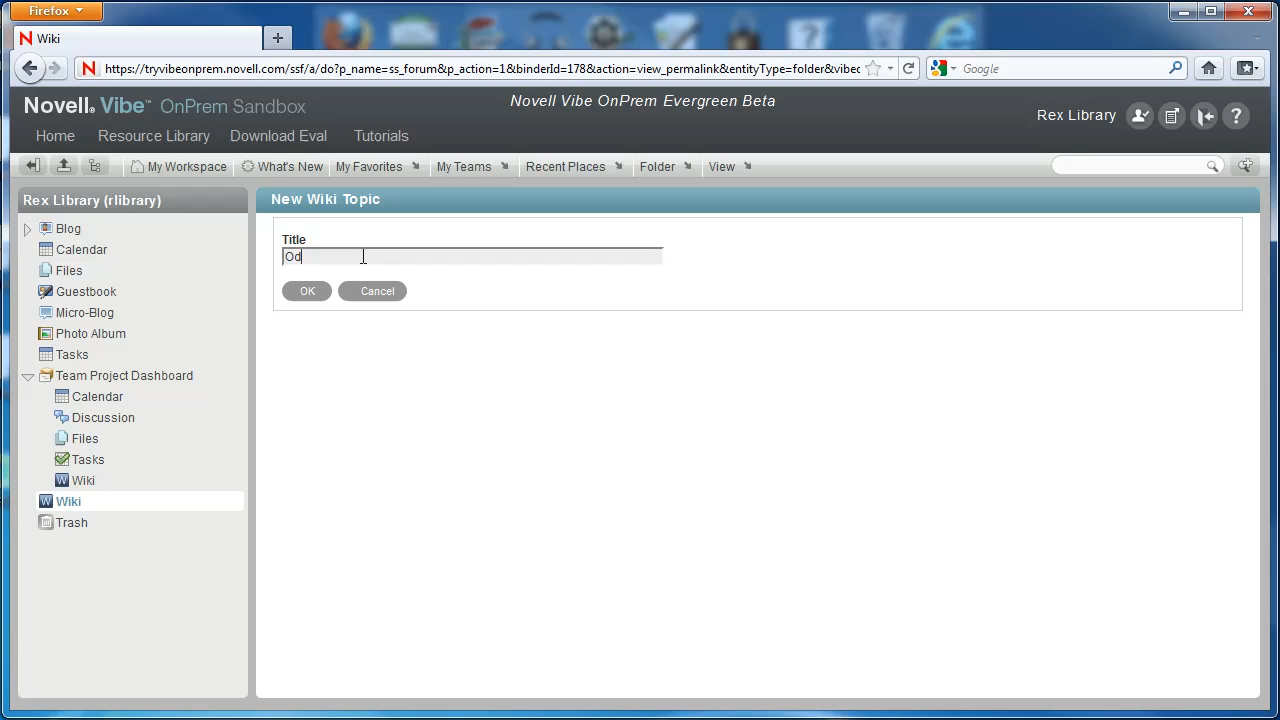 Firefox
Wiki
https://tryvibeonprem.novell.com/ssf/a/do?p_name=ss_forum&p_action=1&binderId=178&action=view_permalink&entityType=folder&vibec
Google
Novell Vibe™ OnPrem Sandbox
Novell Vibe OnPrem Evergreen Beta
Rex Library
Home Resource Library Download Eval Tutorials
My Workspace What's New My Favorites My Teams Recent Places Folder View
Rex Library (rlibrary)
Blog
Calendar
Files
Guestbook
Micro-Blog
Photo Album
Tasks
Team Project Dashboard
Calendar
Discussion
Files
Tasks
Wiki
Wiki
Trash
New Wiki Topic
Title
Od
OK Cancel